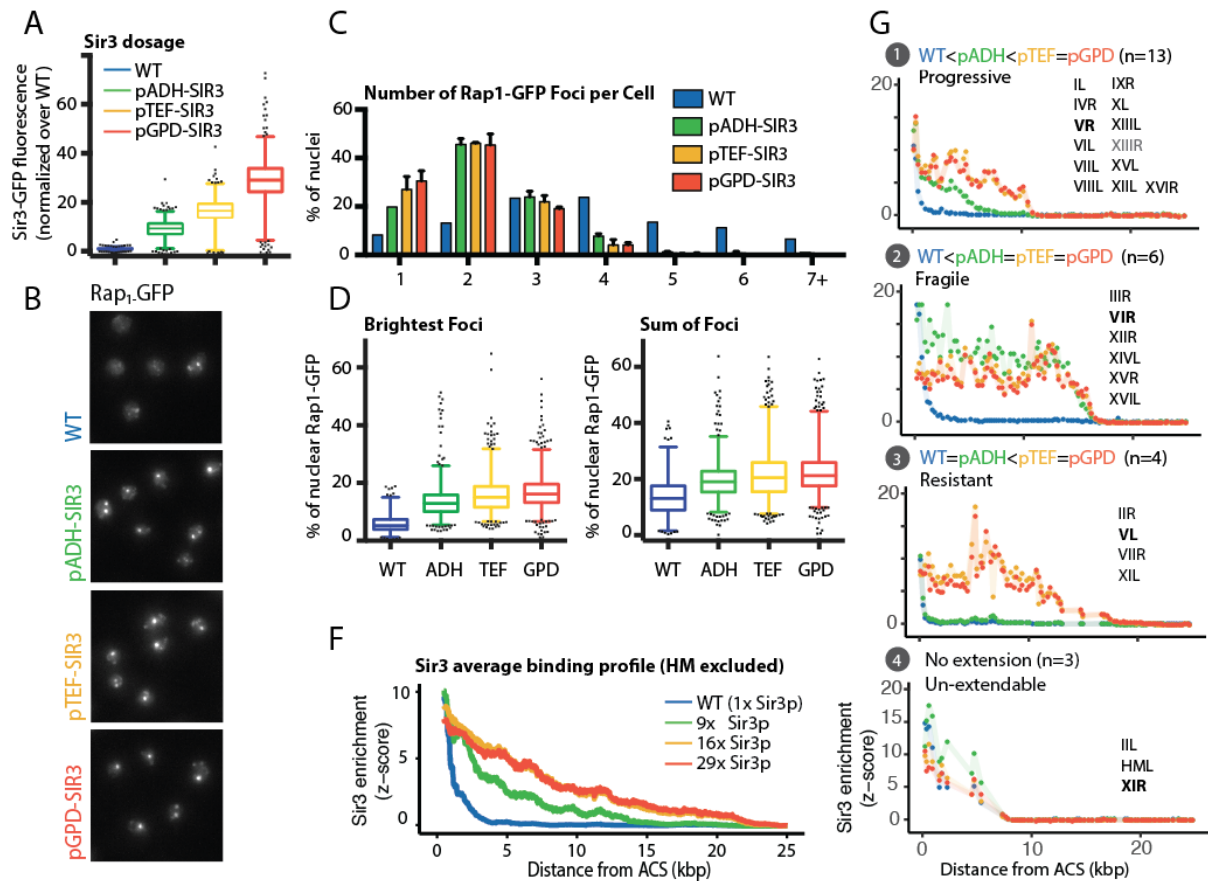 A
Sir3 dosage
Sir3-GFP fluorescence
(normalized over WT)
60
40
20
0
WT
pADH-SIR3
pTEF-SIR3
pGPD-SIR3
B
Rap1-GFP
WT
pADH-SIR3
pTEF-SIR3
pGPD-SIR3
C
Number of Rap1-GFP Foci per Cell
% of nuclei
60
40
20
0
1 2 3 4 5 6 7+
WT
pADH-SIR3
pTEF-SIR3
pGPD-SIR3
D
Brightest Foci
% of nuclear Rap1-GFP
60
40
20
0
WT ADH TEF GPD
Sum of Foci
% of nuclear Rap1-GFP
60
40
20
0
WT ADH TEF GPD
F
Sir3 average binding profile (HM excluded)
Sir3 enrichment
(z-score)
10
5
0
WT (1x Sir3p)
9x Sir3p
16x Sir3p
29x Sir3p
0 5 10 15 20 25
Distance from ACS (kbp)
G
1 WT<pADH<pTEF=pGPD (n=13)
Progressive
20
0
IL IXR
IVR XL
VR XIIIL
VIL XIIIR
VIIL XVL
VIIIL XIIL XVIR
2 WT<pADH=pTEF=pGPD (n=6)
Fragile
20
0
IIIR
VIR
XIIR
XIVL
XVR
XVIL
3 WT=pADH<pTEF=pGPD (n=4)
Resistant
20
10
0
IIR
VL
VIIR
XIL
4 No extension (n=3)
Un-extendable
Sir3 enrichment
(z-score)
20
15
10
5
0
IIL
HML
XIR
0 10 20
Distance from ACS (kbp)